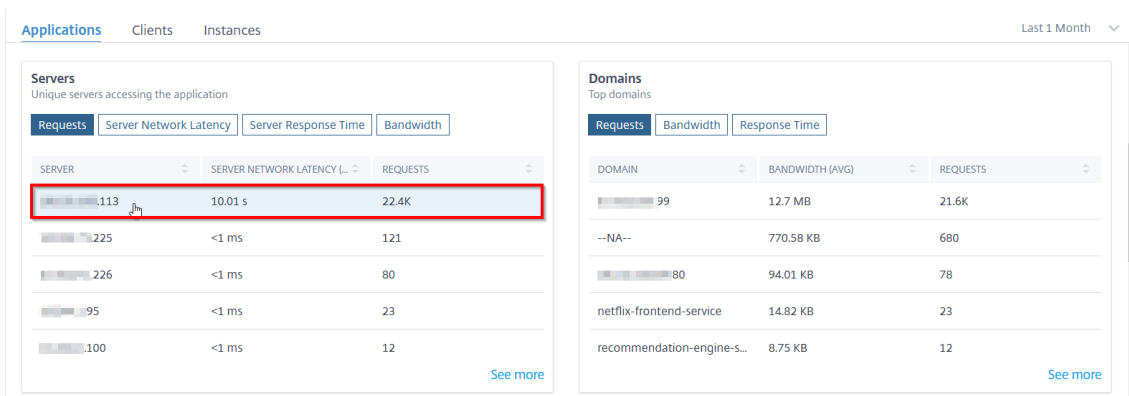 Applications Clients Instances Last 1 Month
Servers
Unique servers accessing the application
Requests Server Network Latency Server Response Time Bandwidth
SERVER SERVER NETWORK LATENCY (... REQUESTS
.113 10.01 s 22.4K
.225 <1 ms 121
226 <1 ms 80
95 <1 ms 23
.100 <1 ms 12
See more
Domains
Top domains
Requests Bandwidth Response Time
DOMAIN BANDWIDTH (AVG) REQUESTS
99 12.7 MB 21.6K
--NA-- 770.58 KB 680
80 94.01 KB 78
netflix-frontend-service 14.82 KB 23
recommendation-engine-s... 8.75 KB 12
See more